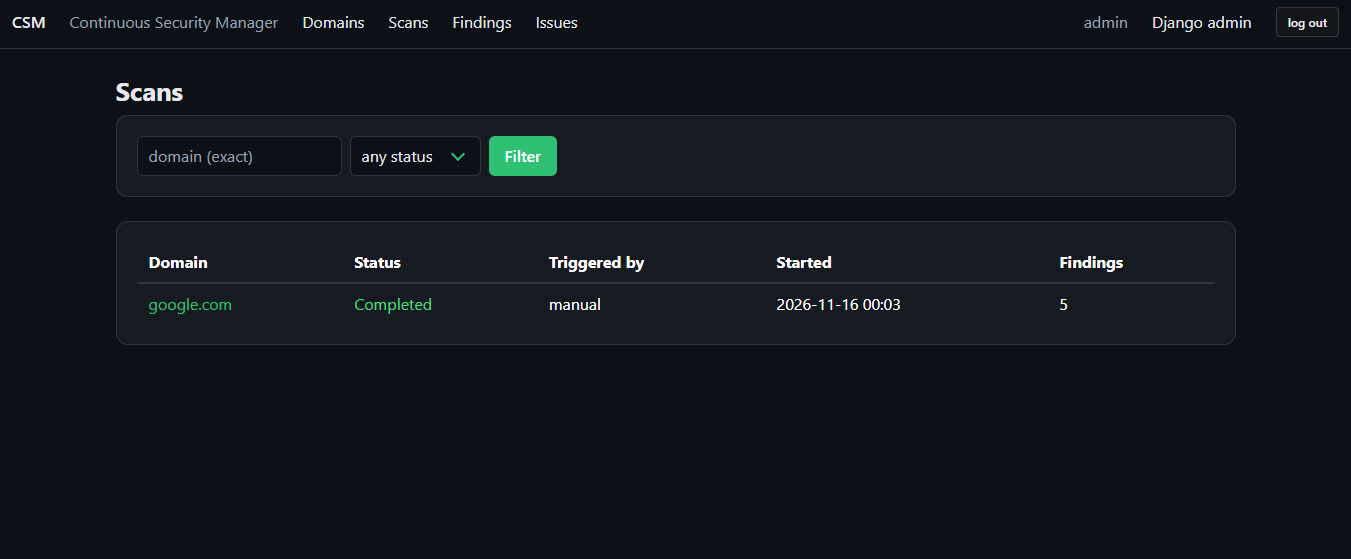 CSM Continuous Security Manager Domains Scans Findings Issues admin Django admin log out
Scans
domain (exact) any status Filter
Domain Status Triggered by Started Findings
google.com Completed manual 2026-11-16 00:03 5